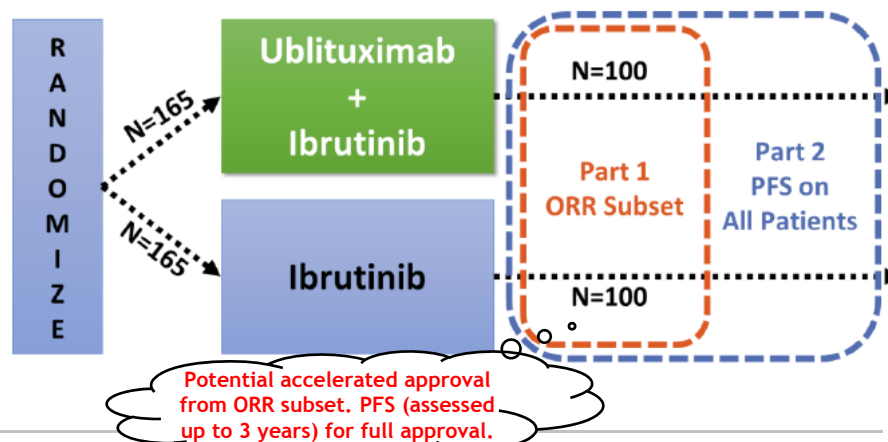 R
A
N
D
O
M
I
Z
E
N=165
N=165
Ublituximab
+
Ibrutinib
Ibrutinib
N=100
Part 1
ORR Subset
N=100
Part 2
PFS on
All Patients
Potential accelerated approval
from ORR subset. PFS (assessed
up to 3 years) for full approval.